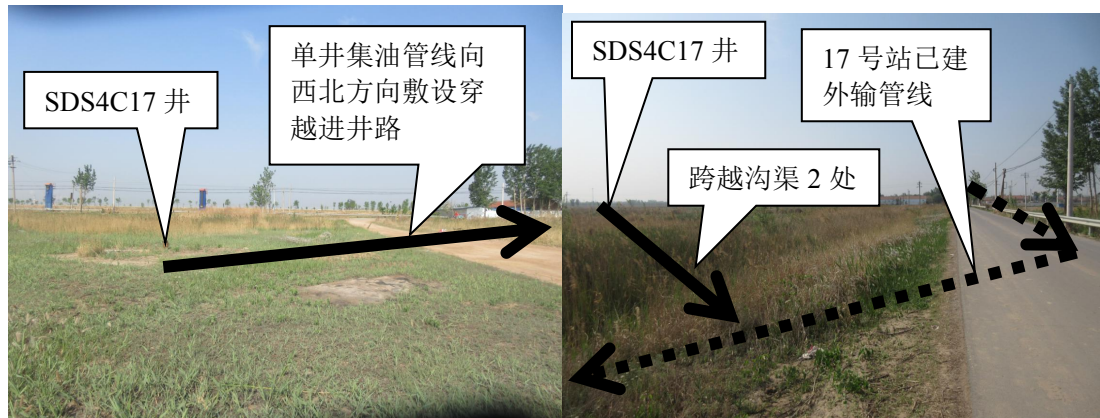 SDS4C17 井
单井集油管线向
西北方向敷设穿
越进井路
SDS4C17 井
17 号站已建
外输管线
跨越沟渠 2 处